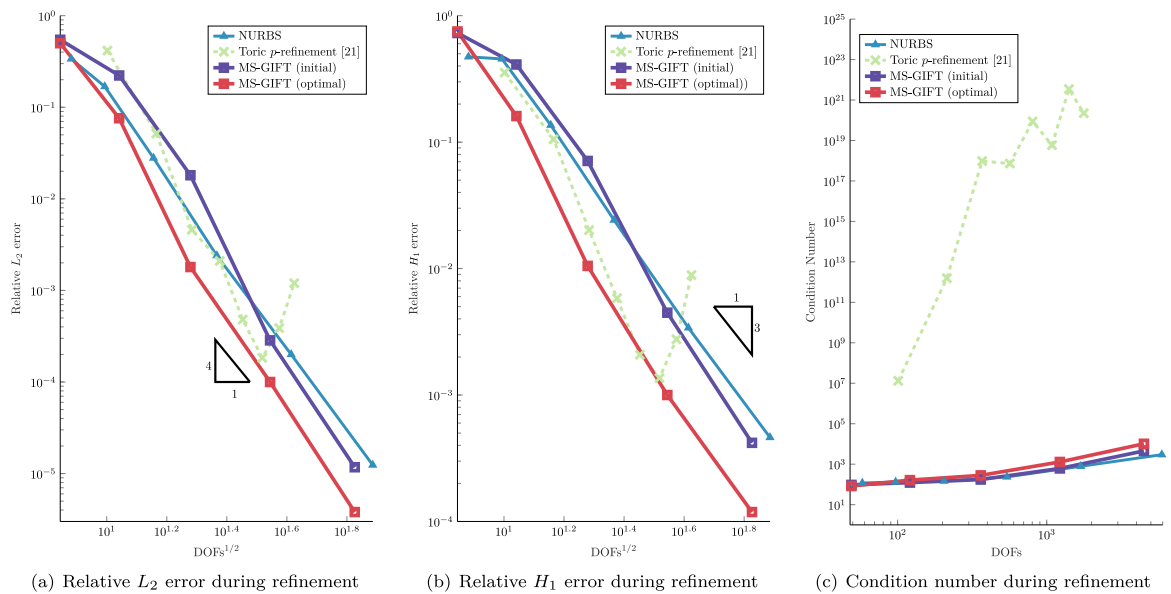 10^0
10^-1
10^-2
10^-3
10^-4
10^-5
Relative L_2 error
NURBS
Toric p-refinement [21]
MS-GIFT (initial)
MS-GIFT (optimal)
4
1
10^1
10^1.2
10^1.4
10^1.6
10^1.8
DOFs^1/2
(a) Relative L_2 error during refinement
10^0
10^-1
10^-2
10^-3
10^-4
Relative H_1 error
NURBS
Toric p-refinement [21]
MS-GIFT (initial)
MS-GIFT (optimal))
1
3
10^1
10^1.2
10^1.4
10^1.6
10^1.8
DOFs^1/2
(b) Relative H_1 error during refinement
10^25
10^23
10^21
10^19
10^17
10^15
10^13
10^11
10^9
10^7
10^5
10^3
10^1
Condition Number
NURBS
Toric p-refinement [21]
MS-GIFT (initial)
MS-GIFT (optimal)
10^2
10^3
DOFs
(c) Condition number during refinement